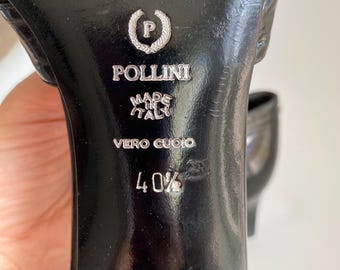 P
POLLINI
MADE
IN
ITALY
VERO CUOIO
40½